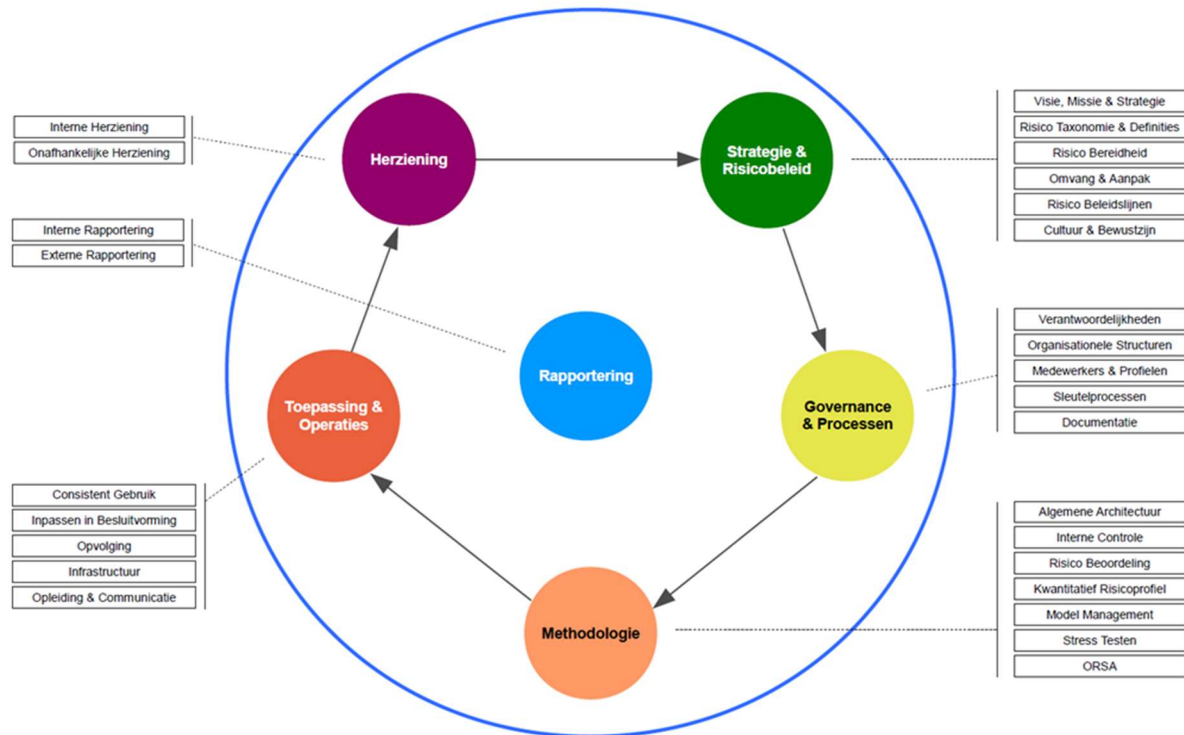 Herziening
Strategie &
Risicobeleid
Rapportering
Toepassing &
Operaties
Governance
& Processen
Methodologie
Interne Herziening
Onafhankelijke Herziening
Interne Rapportering
Externe Rapportering
Consistent Gebruik
Inpassen in Besluitvorming
Opvolging
Infrastructuur
Opleiding & Communicatie
Visie, Missie & Strategie
Risico Taxonomie & Definities
Risico Bereidheid
Omvang & Aanpak
Risico Beleidslijnen
Cultuur & Bewustzijn
Verantwoordelijkheden
Organisationele Structuren
Medewerkers & Profielen
Sleutelprocessen
Documentatie
Algemene Architectuur
Interne Controle
Risico Beoordeling
Kwantitatief Risicoprofiel
Model Management
Stress Testen
ORSA